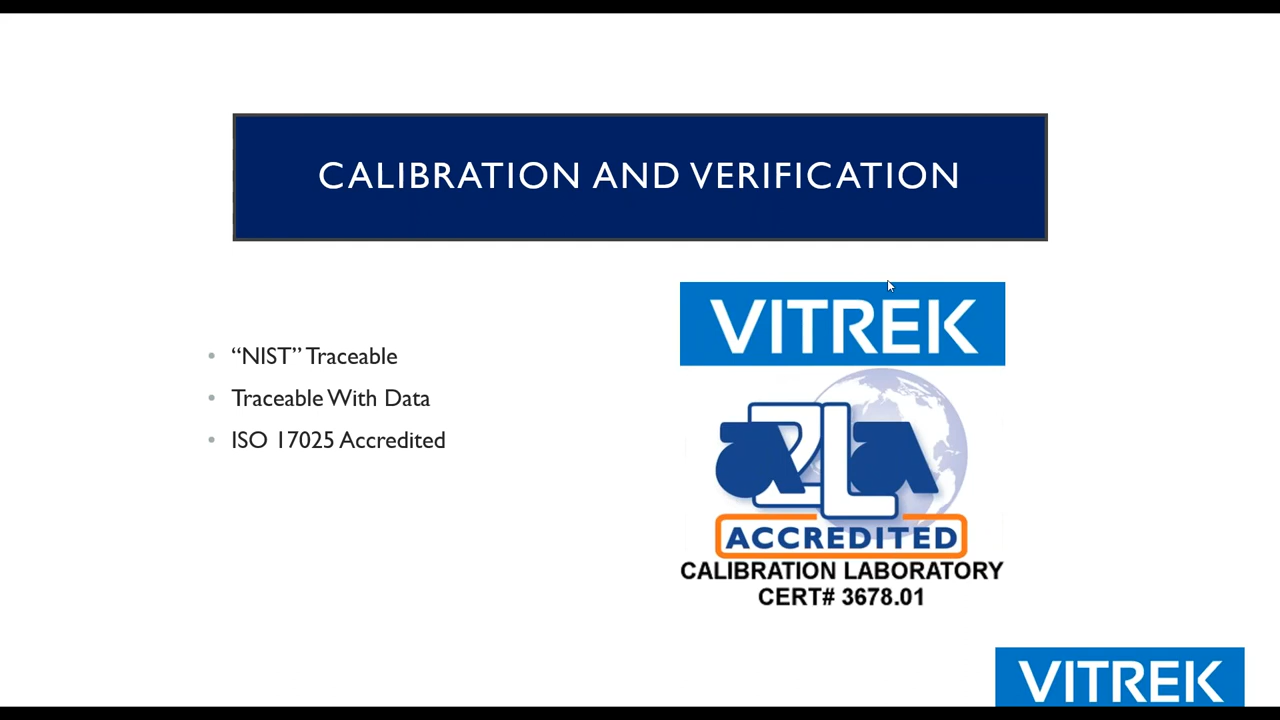 CALIBRATION AND VERIFICATION
• “NIST” Traceable
• Traceable With Data
• ISO 17025 Accredited
VITREK
A2LA
ACCREDITED
CALIBRATION LABORATORY
CERT# 3678.01
VITREK